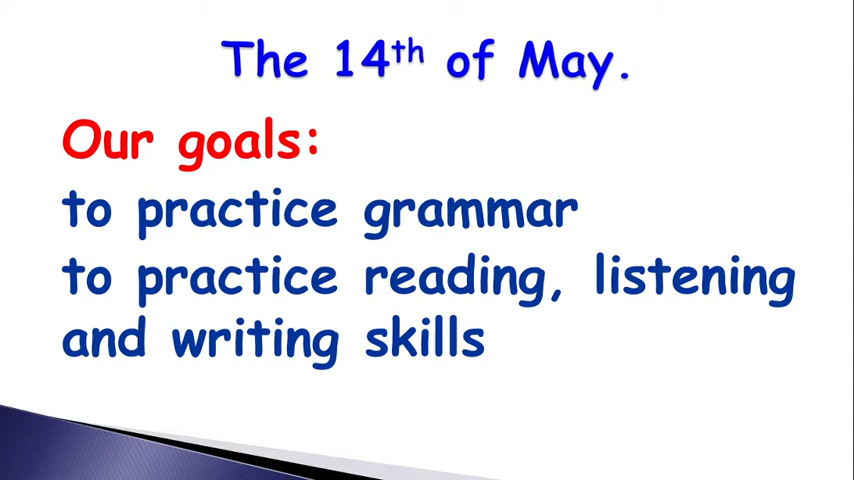 The 14th of May.
Our goals:
to practice grammar
to practice reading, listening
and writing skills